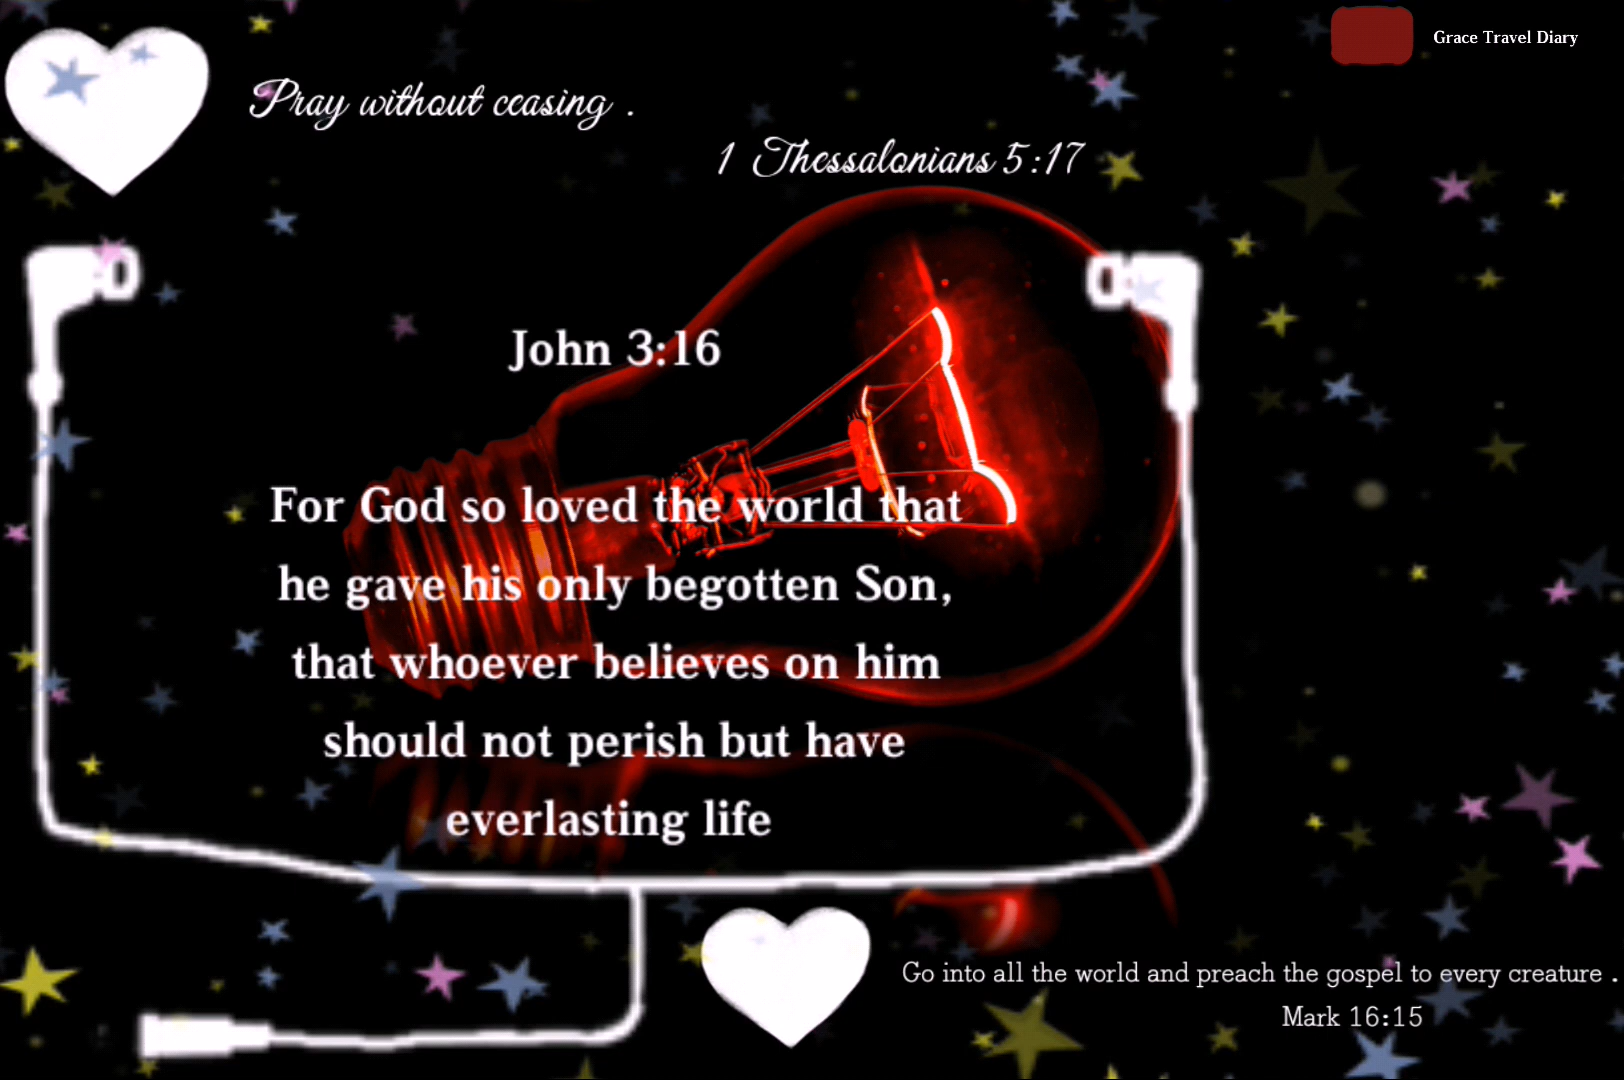 Grace Travel Diary
Pray without ceasing .
1 Thessalonians 5:17
John 3:16
For God so loved the world that
he gave his only begotten Son,
that whoever believes on him
should not perish but have
everlasting life
Go into all the world and preach the gospel to every creature .
Mark 16:15